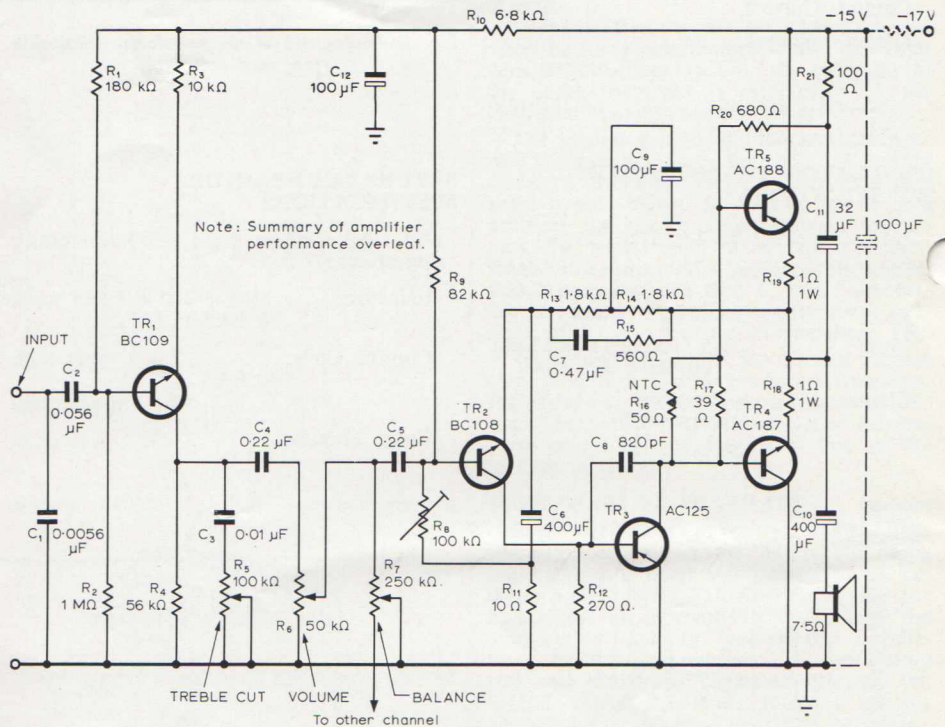 R₁₀ 6·8 kΩ
−15 V
−17 V
R₁
180 kΩ
R₃
10 kΩ
C₁₂
100 µF
R₂₁
100
Ω
R₂₀ 680 Ω
C₉
100µF
TR₅
AC188
C₁₁
32
µF
100 µF
Note: Summary of amplifier
performance overleaf.
R₉
82 kΩ
R₁₉
1Ω
1W
R₁₃ 1·8 kΩ
R₁₄ 1·8 kΩ
R₁₅
560Ω
C₇
0·47µF
INPUT
TR₁
BC109
C₂
0·056
µF
TR₂
BC108
NTC
R₁₆
50Ω
R₁₇
39
Ω
R₁₈
1Ω
1W
TR₄
AC187
C₄
0·22 µF
C₅
0·22 µF
C₈ 820 pF
C₁
0·0056
µF
C₃
0·01 µF
R₈
100 kΩ
C₆
400µF
TR₃
AC125
C₁₀
400
µF
R₂
1 MΩ
R₄
56 kΩ
R₅
100 kΩ
R₆
50 kΩ
R₇
250 kΩ
R₁₁
10 Ω
R₁₂
270 Ω
7·5Ω
TREBLE CUT
VOLUME
BALANCE
To other channel